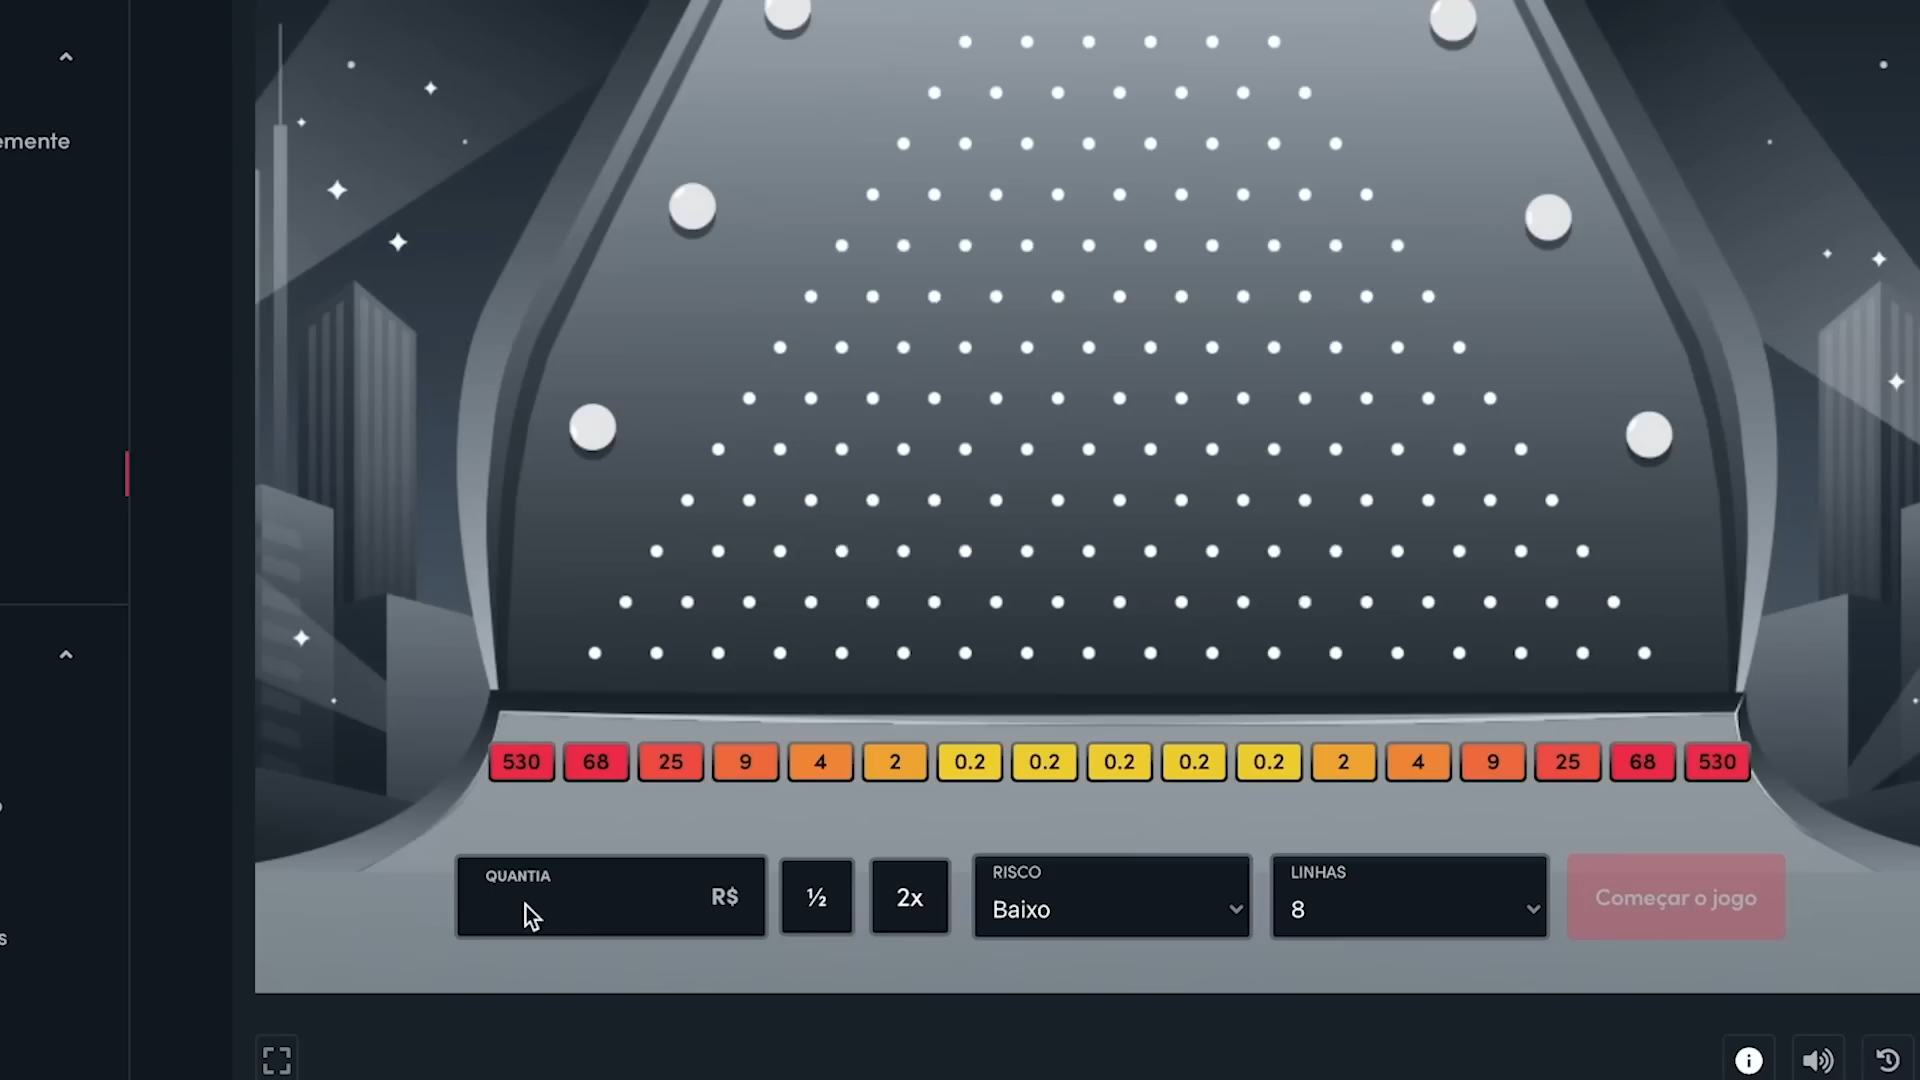 emente
530 68 25 9 4 2 0.2 0.2 0.2 0.2 0.2 2 4 9 25 68 530
QUANTIA
R$
½
2x
RISCO
Baixo
LINHAS
8
Começar o jogo